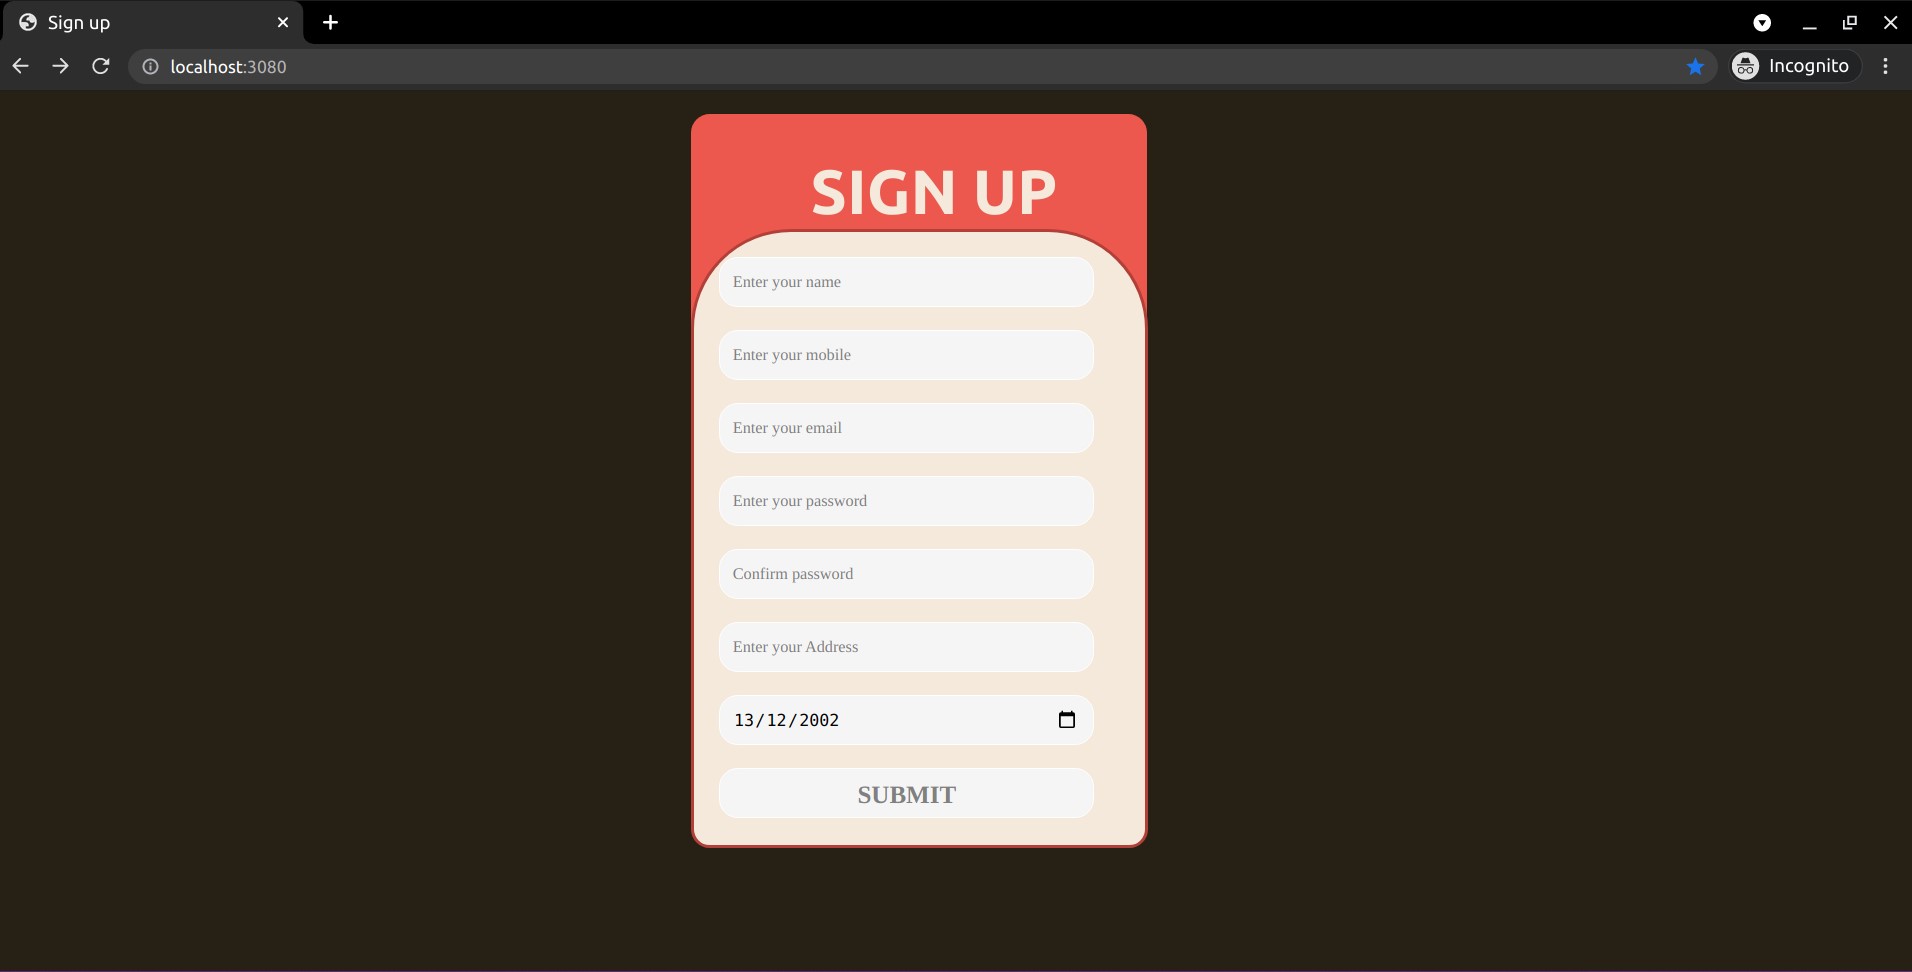 Sign up
localhost:3080
Incognito
SIGN UP
Enter your name
Enter your mobile
Enter your email
Enter your password
Confirm password
Enter your Address
13/12/2002
SUBMIT